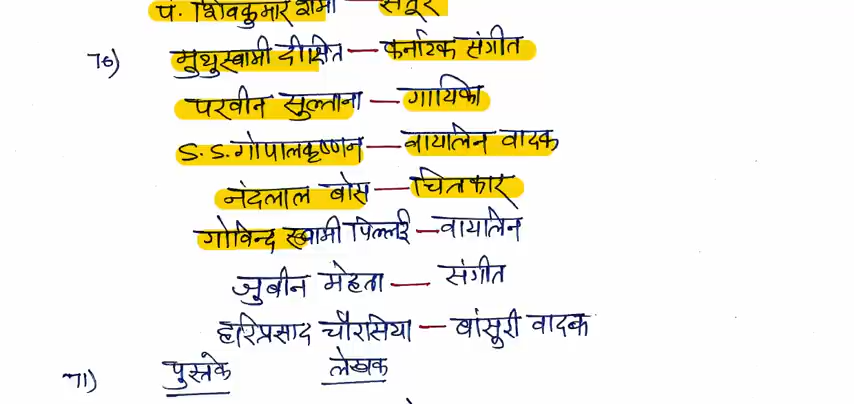 पं. शिवकुमार शर्मा — संतूर
70) मुथुस्वामी दीक्षित — कर्नाटक संगीत
परवीन सुल्ताना — गायिका
S.S.गोपालकृष्णन — वायलिन वादक
नंदलाल बोस — चित्रकार
गोविन्द स्वामी पिल्लई — वायलिन
जुबीन मेहता — संगीत
हरिप्रसाद चौरसिया — बांसुरी वादक
71) पुस्तके लेखक